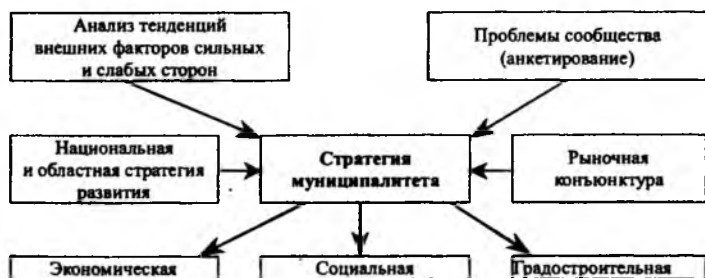 Анализ тенденций
внешних факторов сильных
и слабых сторон
Проблемы сообщества
(анкетирование)
Национальная
и областная стратегия
развития
Стратегия
муниципалитета
Рыночная
конъюнктура
Экономическая
Социальная
Градостроительная